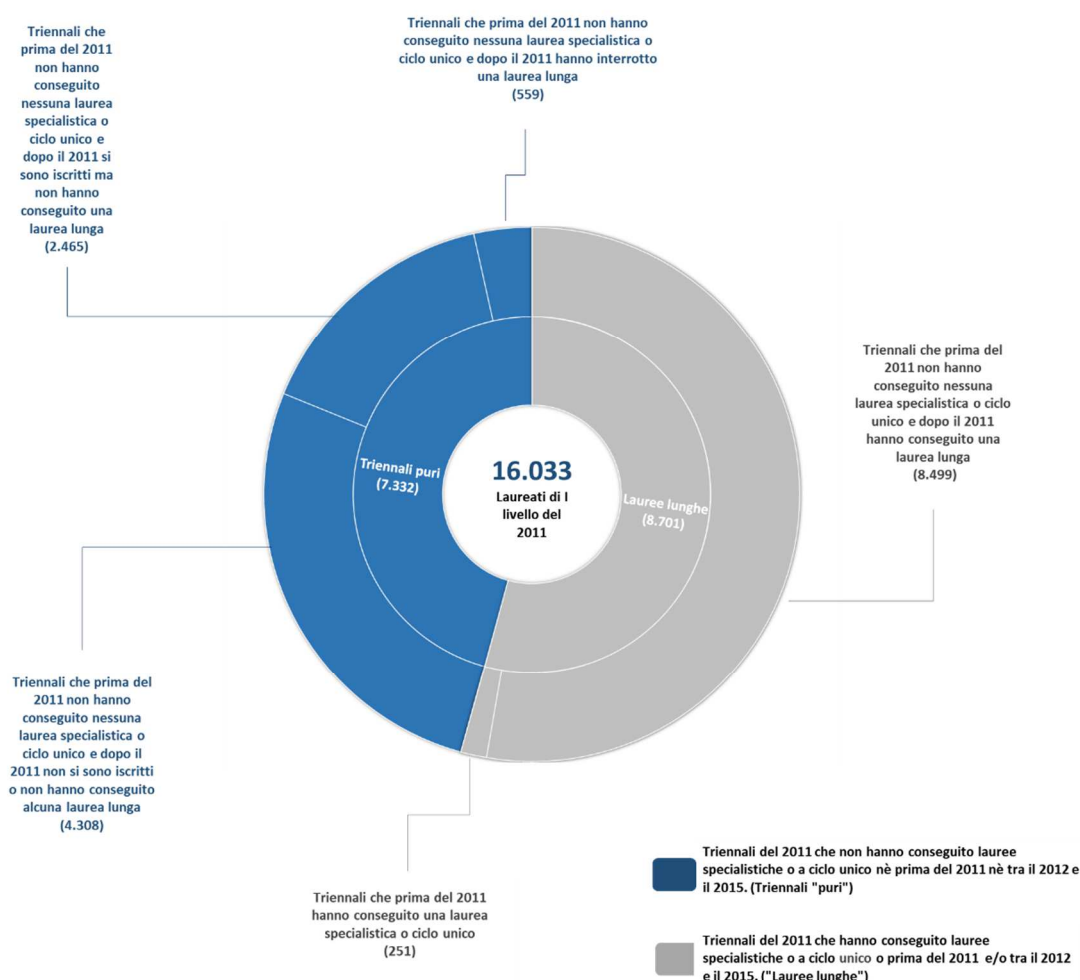 Triennali che
prima del 2011
non hanno
conseguito
nessuna laurea
specialistica o
ciclo unico e
dopo il 2011 si
sono iscritti ma
non hanno
conseguito una
laurea lunga
(2.465)
Triennali che prima del 2011 non hanno
conseguito nessuna laurea specialistica o
ciclo unico e dopo il 2011 hanno interrotto
una laurea lunga
(559)
Triennali che prima del
2011 non hanno
conseguito nessuna
laurea specialistica o ciclo
unico e dopo il 2011
hanno conseguito una
laurea lunga
(8.499)
Triennali puri
(7.332)
16.033
Laureati di I
livello del
2011
Lauree lunghe
(8.701)
Triennali che prima del
2011 non hanno
conseguito nessuna
laurea specialistica o
ciclo unico e dopo il
2011 non si sono iscritti
o non hanno conseguito
alcuna laurea lunga
(4.308)
Triennali che prima del 2011
hanno conseguito una laurea
specialistica o ciclo unico
(251)
Triennali del 2011 che non hanno conseguito lauree
specialistiche o a ciclo unico nè prima del 2011 nè tra il 2012 e
il 2015. (Triennali "puri")
Triennali del 2011 che hanno conseguito lauree
specialistiche o a ciclo unico o prima del 2011 e/o tra il 2012
e il 2015. ("Lauree lunghe")